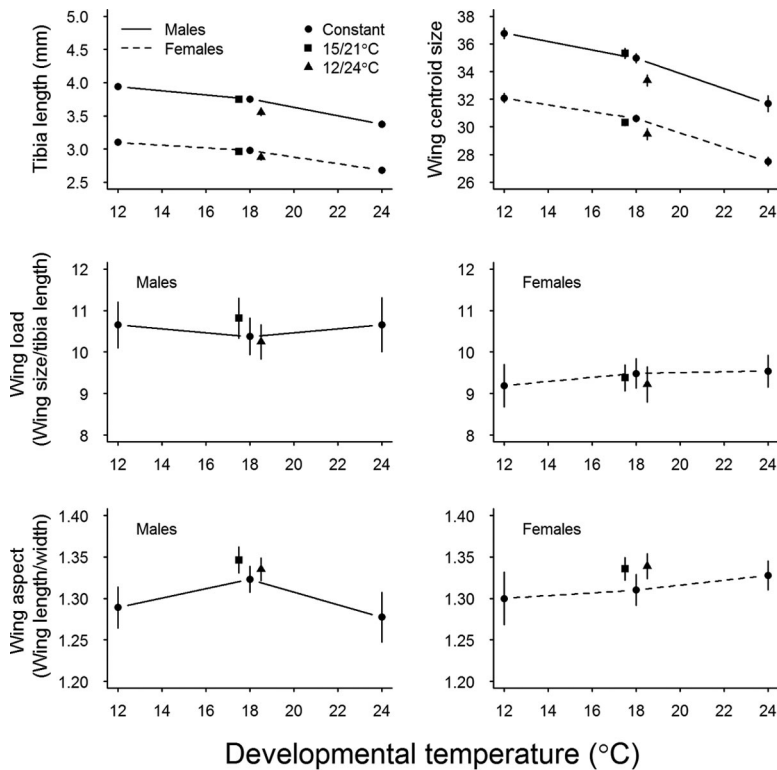 Tibia length (mm)
5.0
4.5
4.0
3.5
3.0
2.5
Males
Females
Constant
15/21°C
12/24°C
12 14 16 18 20 22 24
Wing centroid size
38
36
34
32
30
28
26
12 14 16 18 20 22 24
Wing load
(Wing size/tibia length)
12
11
10
9
8
Males
12 14 16 18 20 22 24
12
11
10
9
8
Females
12 14 16 18 20 22 24
Wing aspect
(Wing length/width)
1.40
1.35
1.30
1.25
1.20
Males
12 14 16 18 20 22 24
1.40
1.35
1.30
1.25
1.20
Females
12 14 16 18 20 22 24
Developmental temperature (°C)